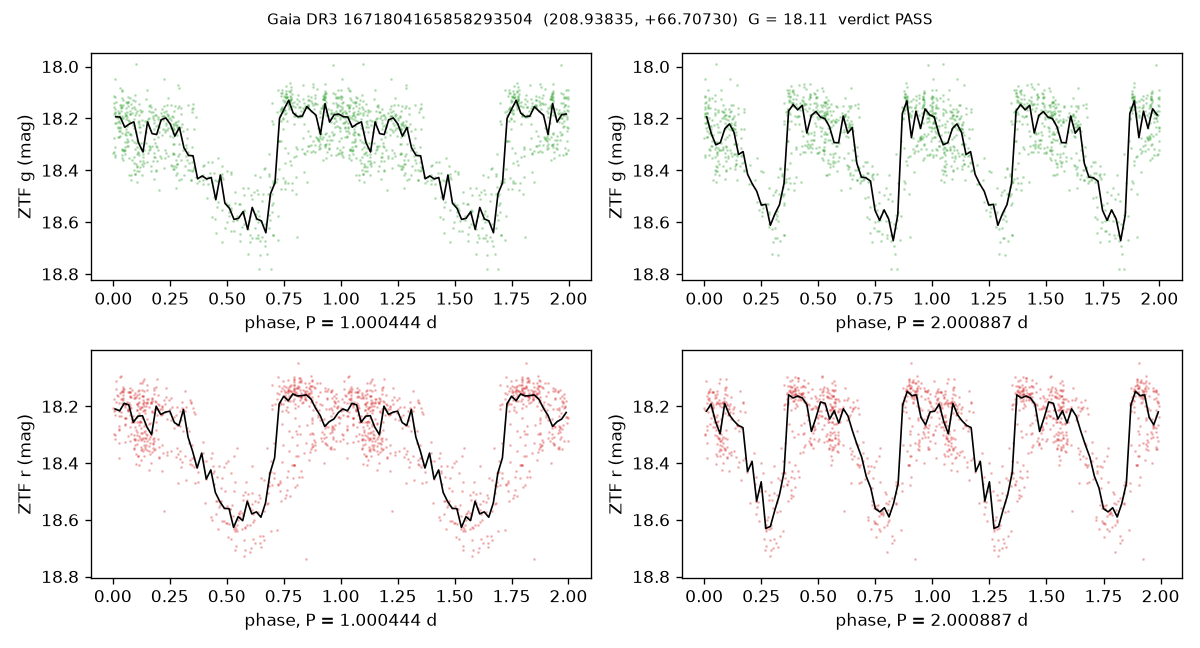 Gaia DR3 1671804165858293504 (208.93835, +66.70730) G = 18.11 verdict PASS
ZTF g (mag)
18.0
18.2
18.4
18.6
18.8
0.00 0.25 0.50 0.75 1.00 1.25 1.50 1.75 2.00
phase, P = 1.000444 d
ZTF g (mag)
18.0
18.2
18.4
18.6
18.8
0.00 0.25 0.50 0.75 1.00 1.25 1.50 1.75 2.00
phase, P = 2.000887 d
ZTF r (mag)
18.2
18.4
18.6
18.8
0.00 0.25 0.50 0.75 1.00 1.25 1.50 1.75 2.00
phase, P = 1.000444 d
ZTF r (mag)
18.2
18.4
18.6
18.8
0.00 0.25 0.50 0.75 1.00 1.25 1.50 1.75 2.00
phase, P = 2.000887 d